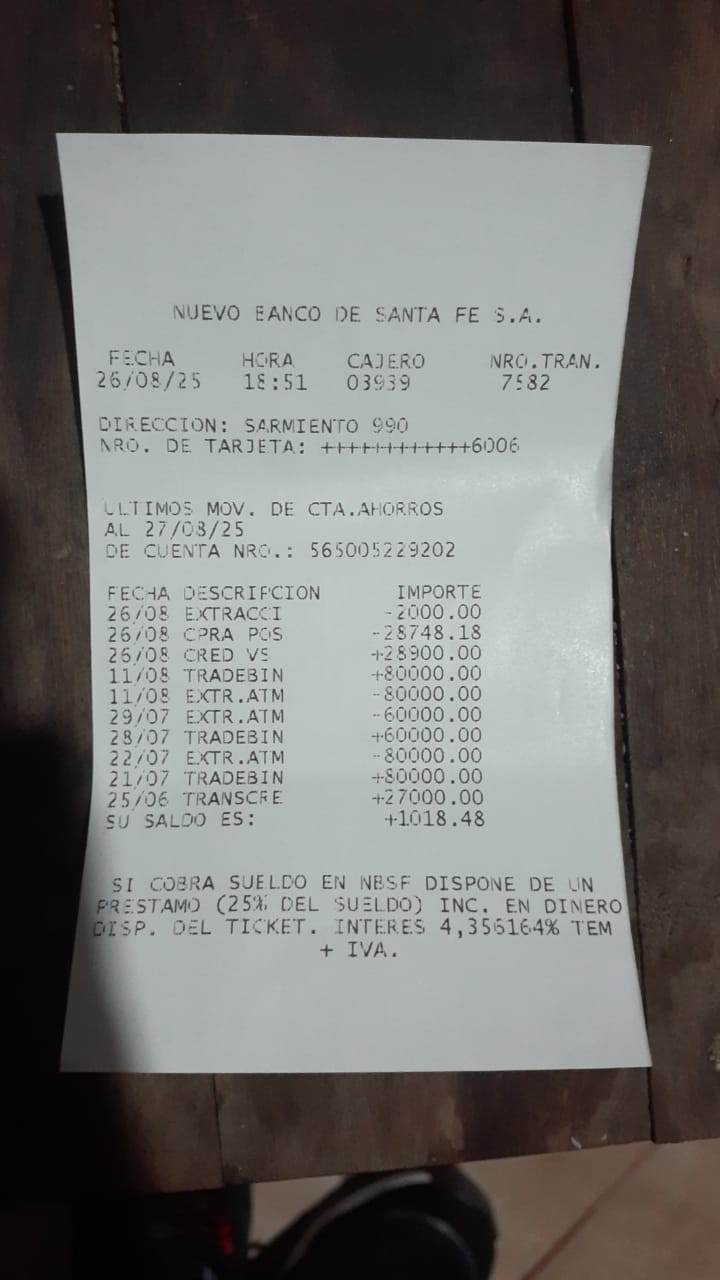 NUEVO BANCO DE SANTA FE S.A.
FECHA HORA CAJERO NRO.TRAN.
26/08/25 18:51 03939 7582
DIRECCION: SARMIENTO 990
NRO. DE TARJETA: ++++++++++++6006
ULTIMOS MOV. DE CTA.AHORROS
AL 27/08/25
DE CUENTA NRO.: 565005229202
FECHA DESCRIPCION IMPORTE
26/08 EXTRACCI -2000.00
26/08 CPRA POS -28748.18
26/08 CRED VS +28900.00
11/08 TRADEBIN +80000.00
11/08 EXTR.ATM -80000.00
29/07 EXTR.ATM -60000.00
28/07 TRADEBIN +60000.00
22/07 EXTR.ATM -80000.00
21/07 TRADEBIN +80000.00
25/06 TRANSCRE +27000.00
SU SALDO ES: +1018.48
SI COBRA SUELDO EN NBSF DISPONE DE UN
PRESTAMO (25% DEL SUELDO) INC. EN DINERO
DISP. DEL TICKET. INTERES 4,356164% TEM
+ IVA.